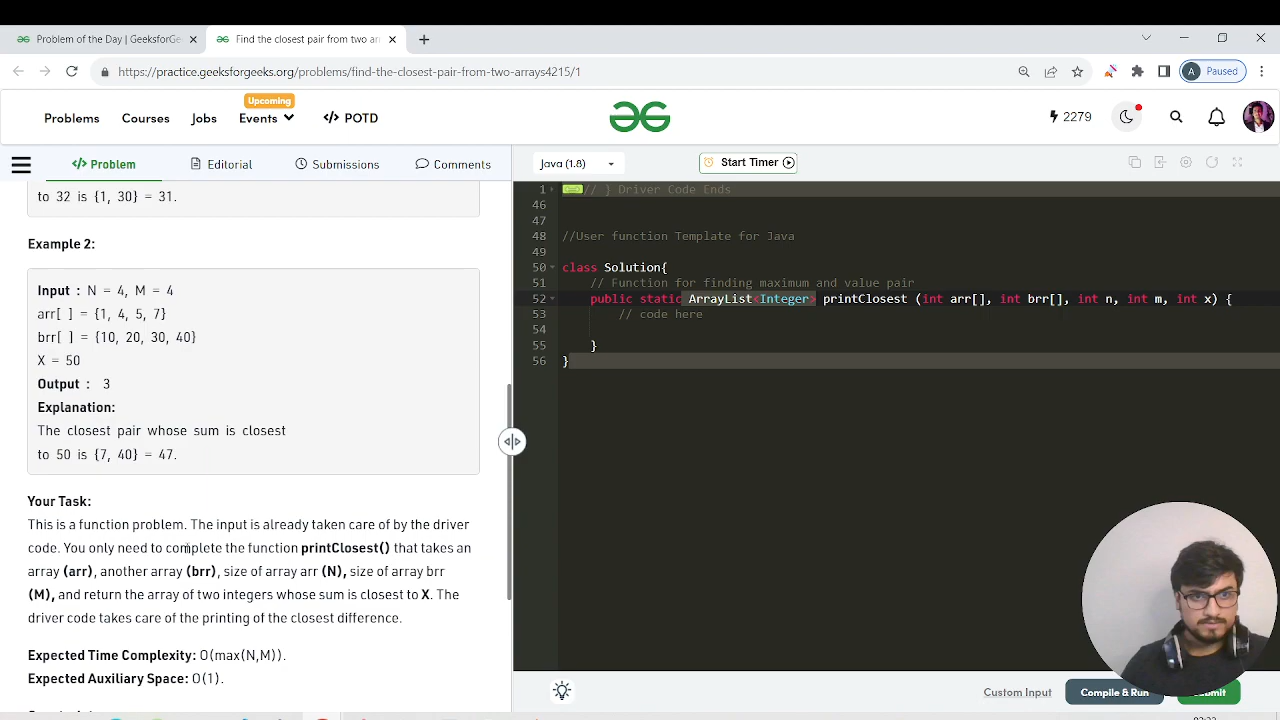 Problem of the Day | GeeksforGe
Find the closest pair from two ar
https://practice.geeksforgeeks.org/problems/find-the-closest-pair-from-two-arrays4215/1
A Paused
Problems
Courses
Jobs
Upcoming
Events
</> POTD
2279
</> Problem
Editorial
Submissions
Comments
Java (1.8)
Start Timer
to 32 is {1, 30} = 31.
Example 2:
Input : N = 4, M = 4
arr[ ] = {1, 4, 5, 7}
brr[ ] = {10, 20, 30, 40}
X = 50
Output : 3
Explanation:
The closest pair whose sum is closest
to 50 is {7, 40} = 47.
Your Task:
This is a function problem. The input is already taken care of by the driver
code. You only need to complete the function printClosest() that takes an
array (arr), another array (brr), size of array arr (N), size of array brr
(M), and return the array of two integers whose sum is closest to X. The
driver code takes care of the printing of the closest difference.
Expected Time Complexity: O(max(N,M)).
Expected Auxiliary Space: O(1).
1 // } Driver Code Ends
46
47
48 //User function Template for Java
49
50 class Solution{
51 // Function for finding maximum and value pair
52 public static ArrayList<Integer> printClosest (int arr[], int brr[], int n, int m, int x) {
53 // code here
54
55 }
56 }
Custom Input
Compile & Run